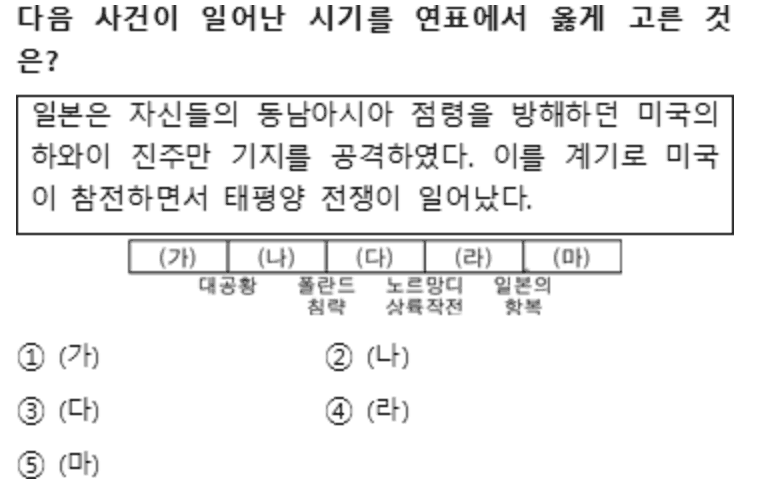 다음 사건이 일어난 시기를 연표에서 옳게 고른 것
은?
일본은 자신들의 동남아시아 점령을 방해하던 미국의
하와이 진주만 기지를 공격하였다. 이를 계기로 미국
이 참전하면서 태평양 전쟁이 일어났다.
(가) (나) (다) (라) (마)
대공황 폴란드 노르망디 일본의
침략 상륙작전 항복
① (가) ② (나)
③ (다) ④ (라)
⑤ (마)